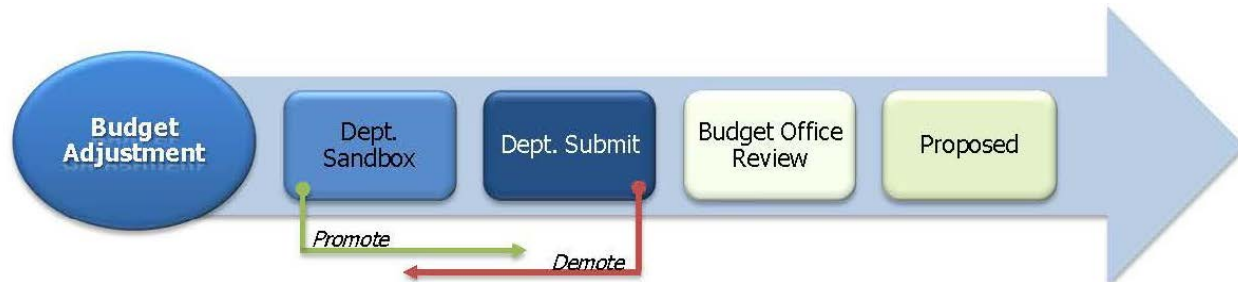 Budget
Adjustment
Dept.
Sandbox
Dept. Submit
Budget Office
Review
Proposed
Promote
Demote